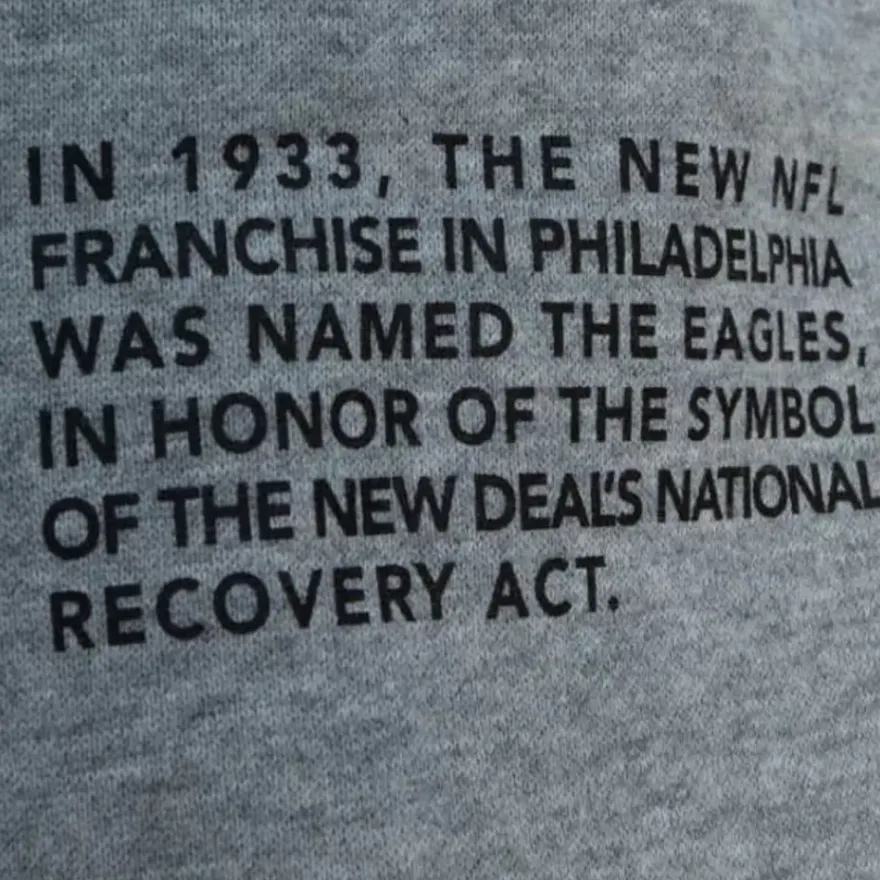 IN 1933, THE NEW NFL
FRANCHISE IN PHILADELPHIA
WAS NAMED THE EAGLES,
IN HONOR OF THE SYMBOL
OF THE NEW DEAL'S NATIONAL
RECOVERY ACT.